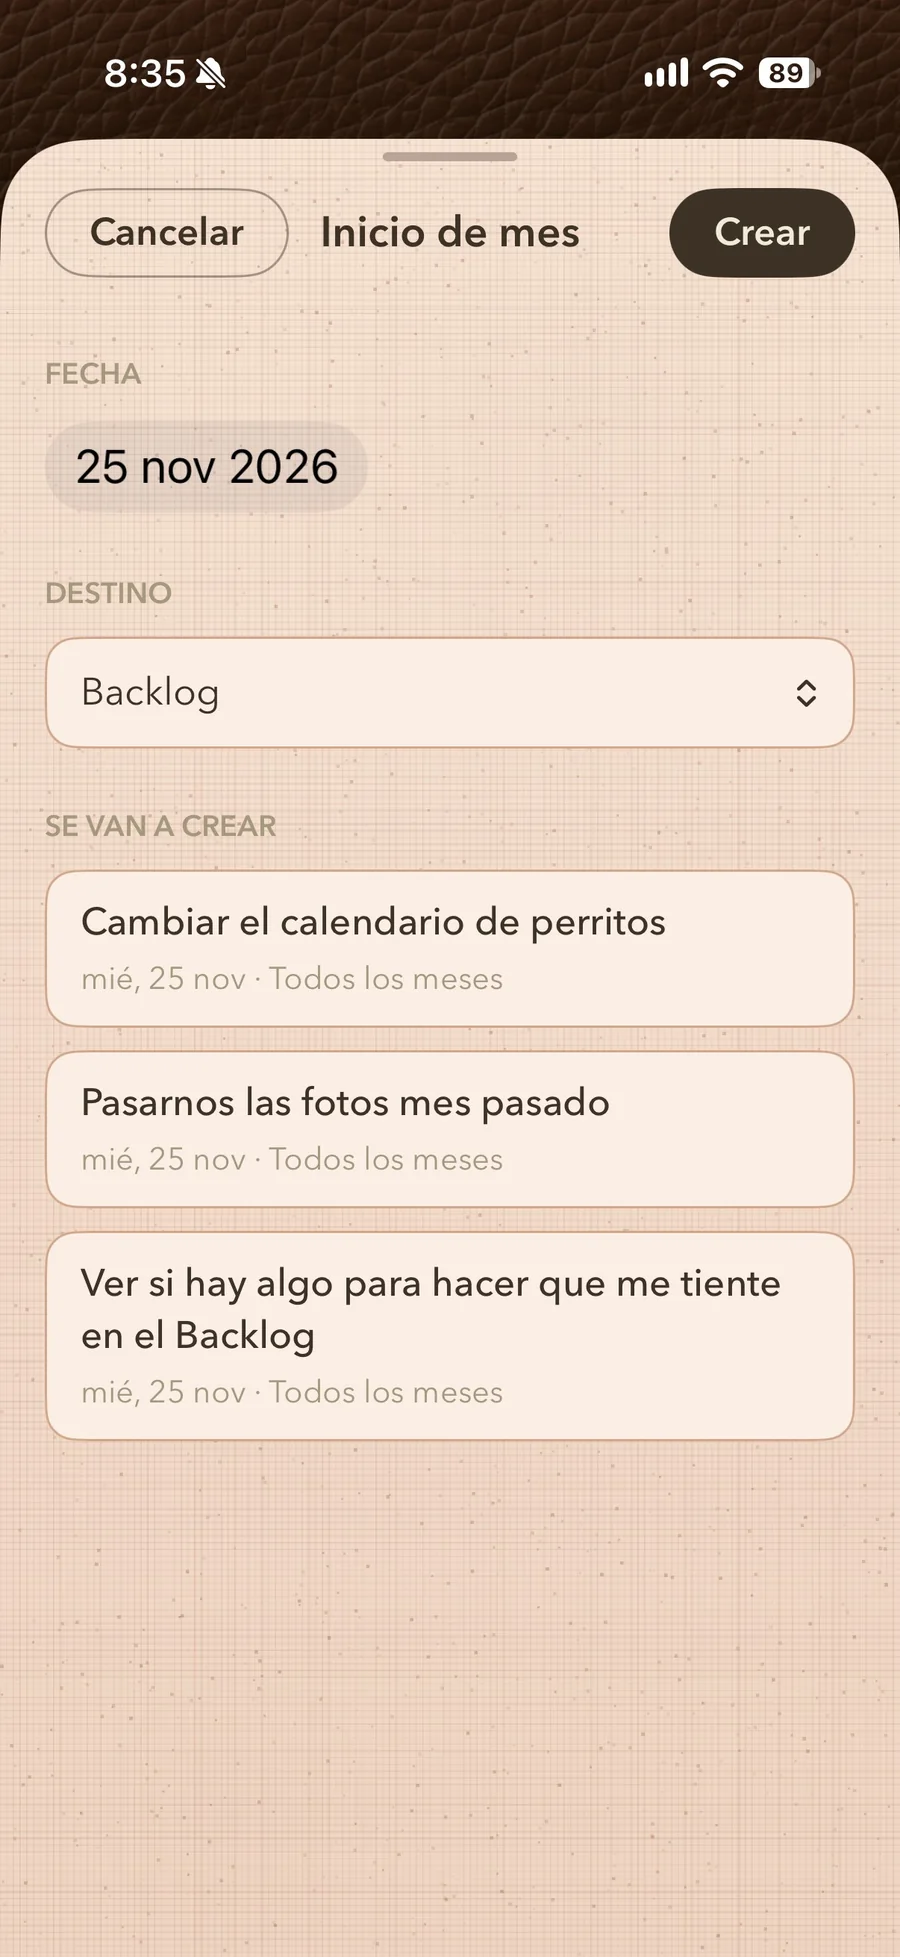 8:35
89
Cancelar
Inicio de mes
Crear
FECHA
25 nov 2026
DESTINO
Backlog
SE VAN A CREAR
Cambiar el calendario de perritos
mié, 25 nov · Todos los meses
Pasarnos las fotos mes pasado
mié, 25 nov · Todos los meses
Ver si hay algo para hacer que me tiente
en el Backlog
mié, 25 nov · Todos los meses